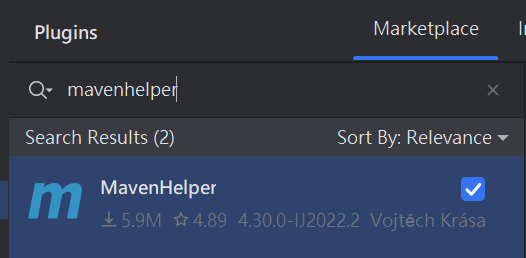 Plugins
Marketplace
mavenhelper
Search Results (2)
Sort By: Relevance
m
MavenHelper
5.9M 4.89 4.30.0-IJ2022.2 Vojtěch Krása